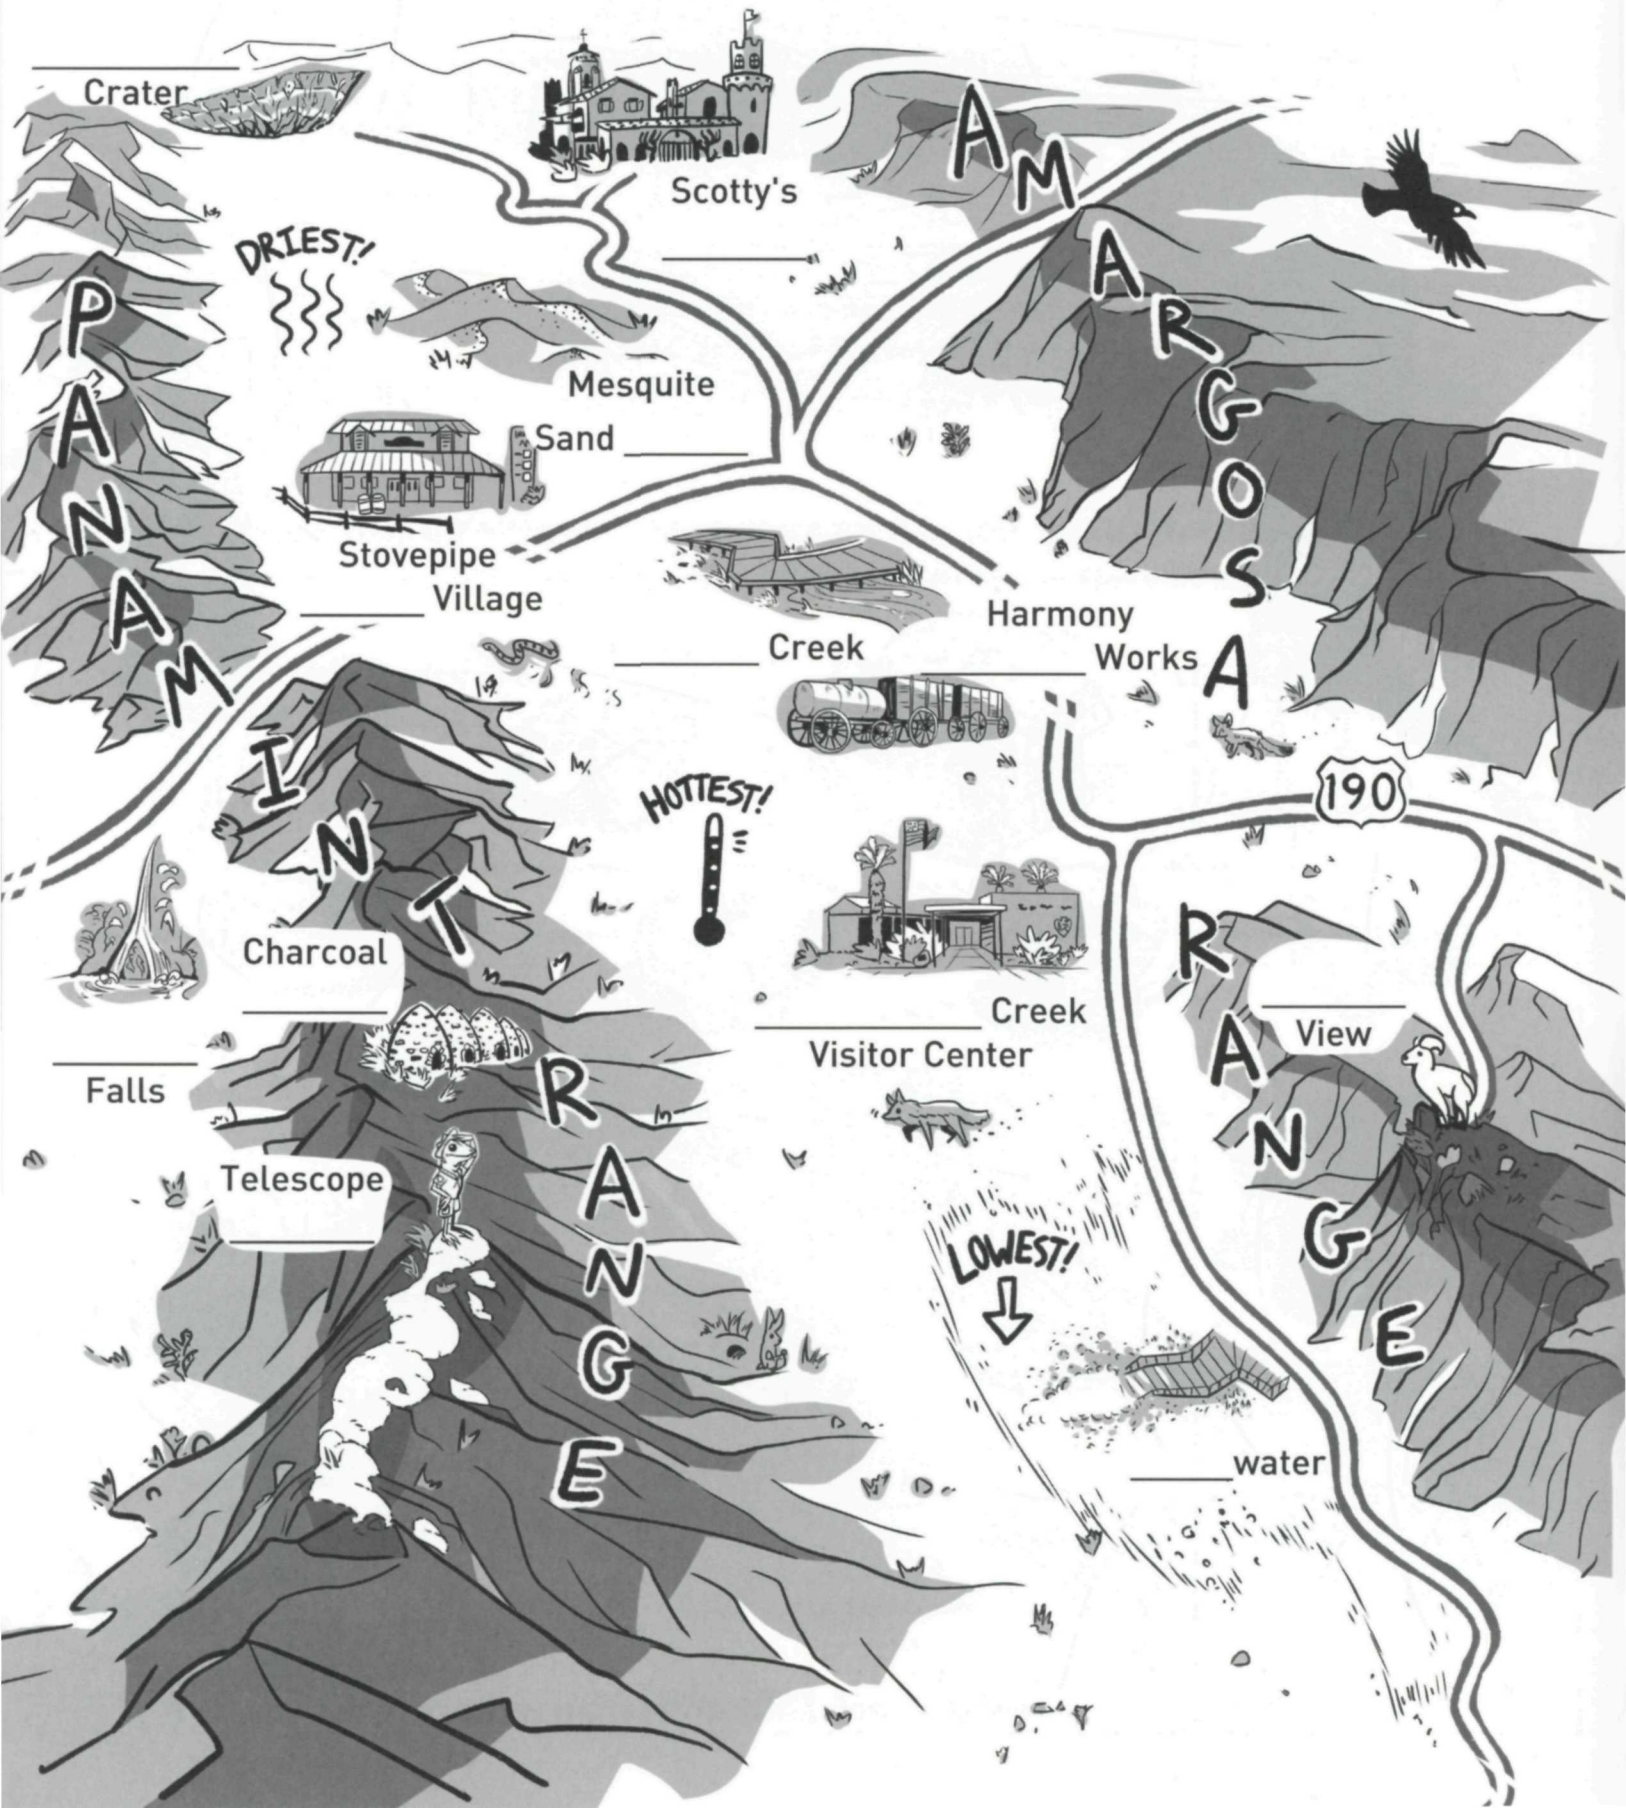 Crater
Scotty's
AMARGOSA
DRIEST!
PANAMINT
Mesquite
Sand
Stovepipe
Village
Harmony
Creek
Works
190
HOTTEST!
Charcoal
RANGE
Creek
View
Visitor Center
Falls
RANGE
Telescope
LOWEST!
water